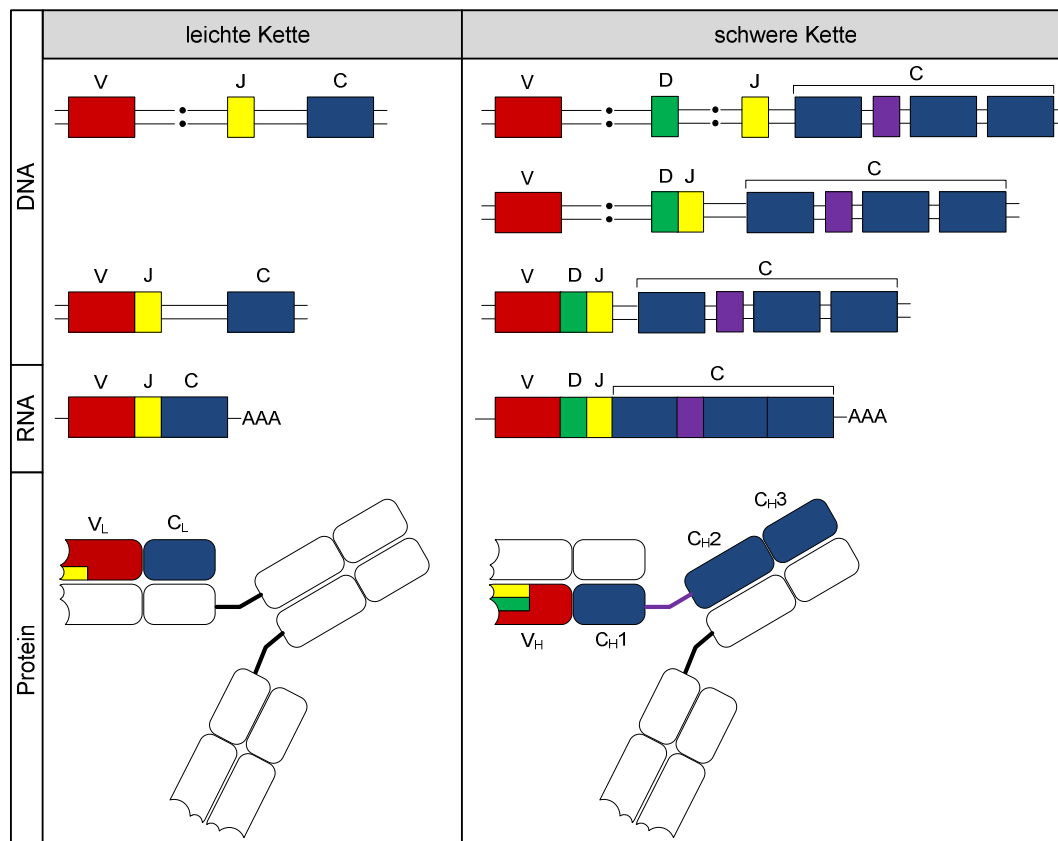 leichte Kette
schwere Kette
DNA
V J C
C
V D J
C
V D J
V J C
C
V D J
RNA
V J C
AAA
C
V D J
AAA
Protein
VL CL
CH3
CH2
VH CH1